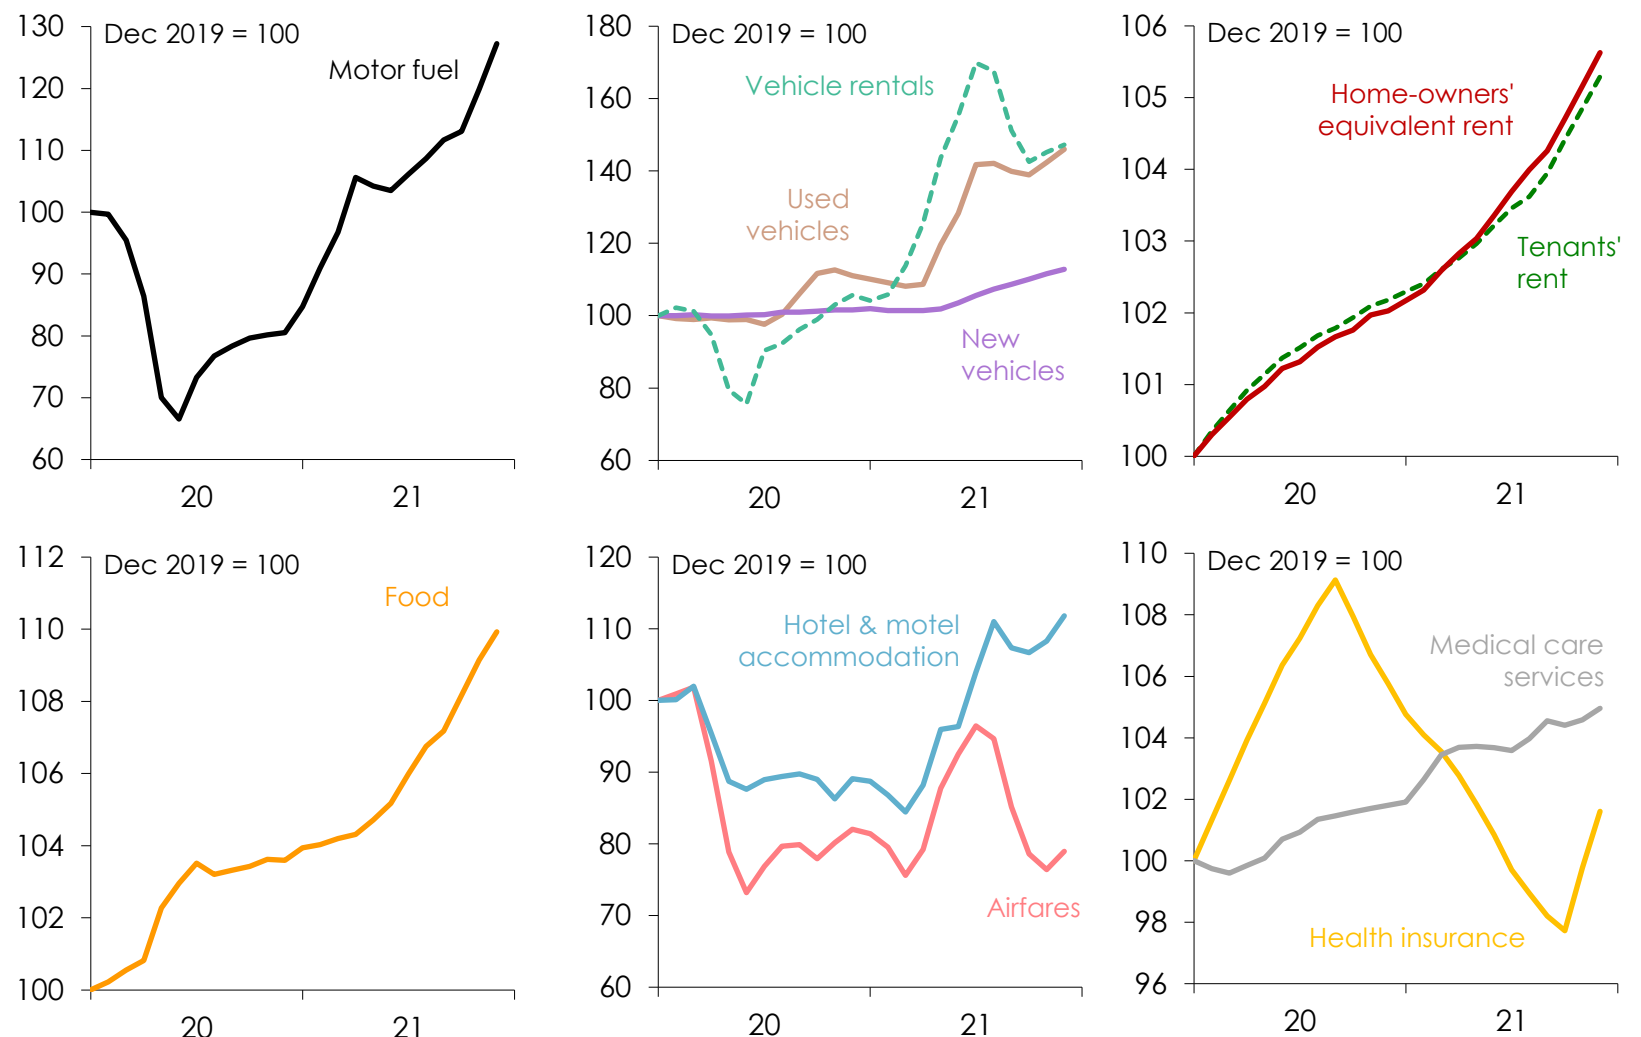 Dec 2019 = 100
Motor fuel
130
120
110
100
90
80
70
60
20
21
Dec 2019 = 100
Vehicle rentals
Used
vehicles
New
vehicles
180
160
140
120
100
80
60
20
21
Dec 2019 = 100
Home-owners'
equivalent rent
Tenants'
rent
106
105
104
103
102
101
100
20
21
Dec 2019 = 100
Food
112
110
108
106
104
102
100
20
21
Dec 2019 = 100
Hotel & motel
accommodation
Airfares
120
110
100
90
80
70
60
20
21
Dec 2019 = 100
Medical care
services
Health insurance
110
108
106
104
102
100
98
96
20
21